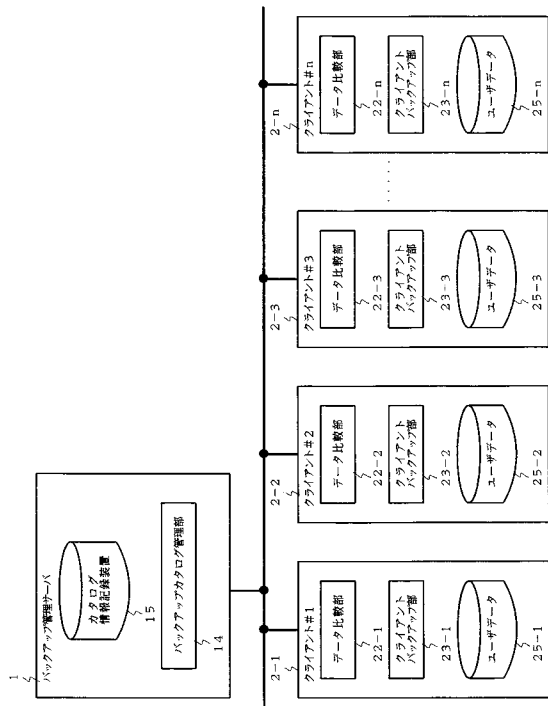 1
バックアップ管理サーバ
カタログ
情報記録装置
15
バックアップカタログ管理部
14
2-1
クライアント#1
データ比較部
22-1
クライアント
バックアップ部
23-1
ユーザデータ
25-1
2-2
クライアント#2
データ比較部
22-2
クライアント
バックアップ部
23-2
ユーザデータ
25-2
2-3
クライアント#3
データ比較部
22-3
クライアント
バックアップ部
23-3
ユーザデータ
25-3
‥‥‥
2-n
クライアント#n
データ比較部
22-n
クライアント
バックアップ部
23-n
ユーザデータ
25-n